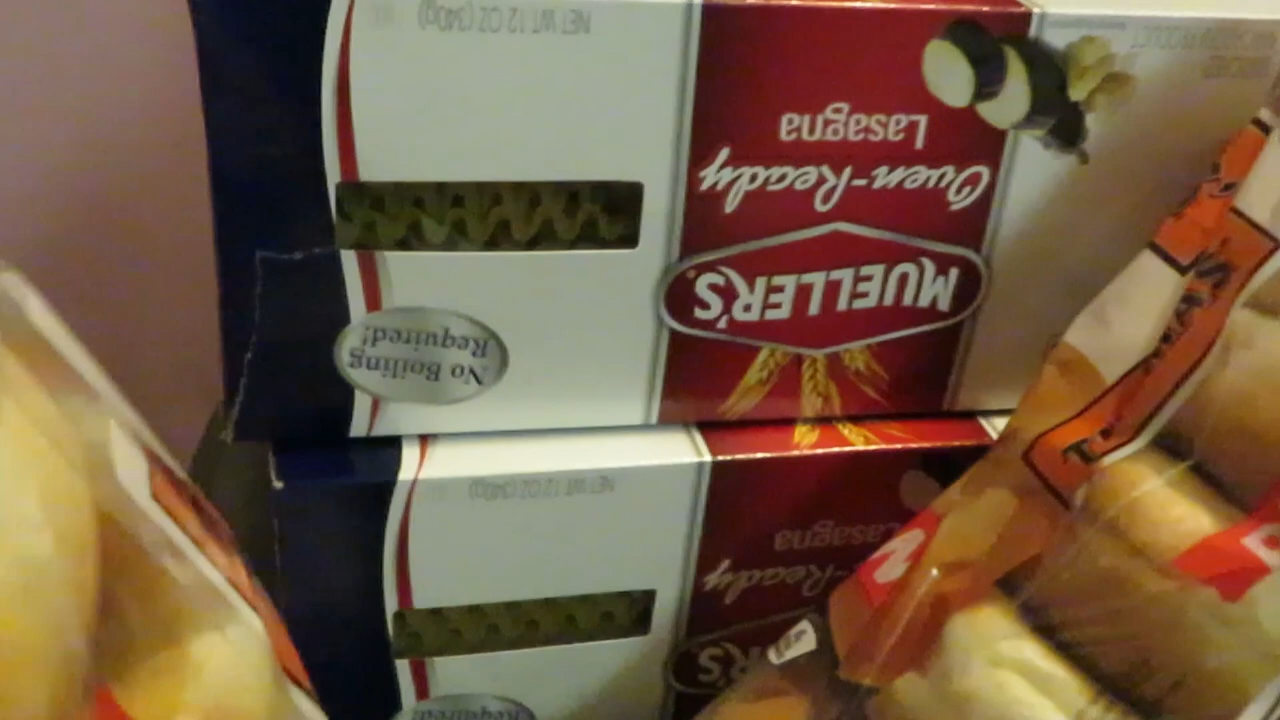 MUELLER'S
Oven-Ready
Lasagna
No Boiling
Required!
NET WT 12 OZ (340g)
Required!
R'S
-Ready
Lasagna
NET WT 12 OZ (340g)